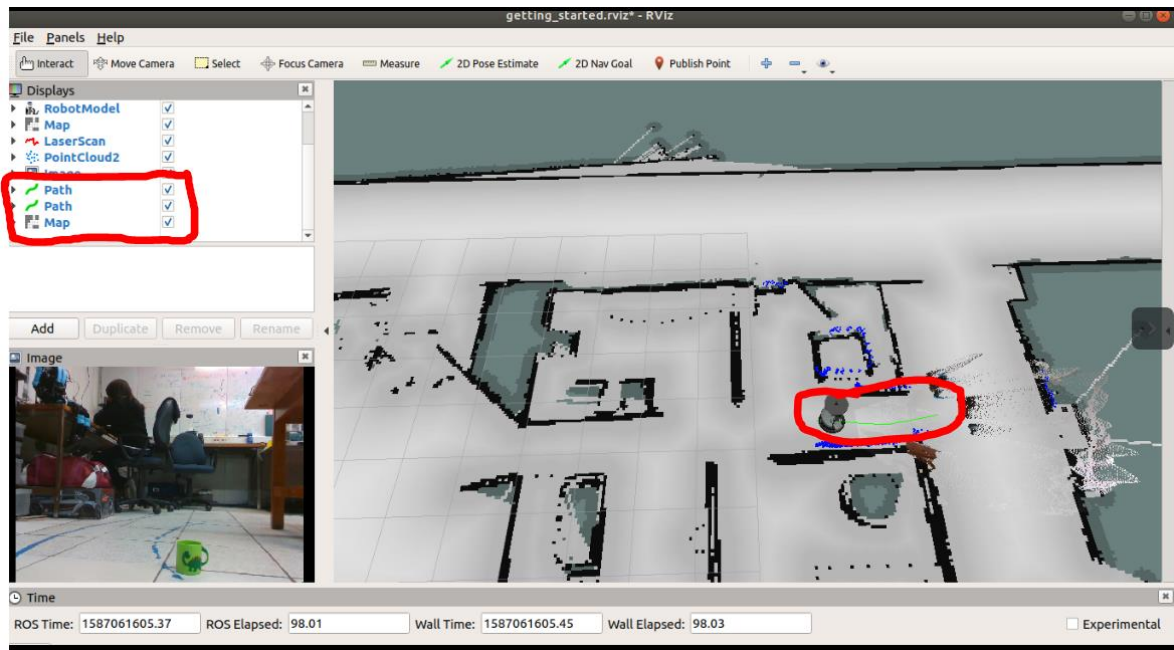 getting_started.rviz* - RViz
File Panels Help
Interact Move Camera Select Focus Camera Measure 2D Pose Estimate 2D Nav Goal Publish Point
Displays
RobotModel
Map
LaserScan
PointCloud2
Image
Path
Path
Map
Add Duplicate Remove Rename
Image
Time
ROS Time: 1587061605.37 ROS Elapsed: 98.01 Wall Time: 1587061605.45 Wall Elapsed: 98.03 Experimental